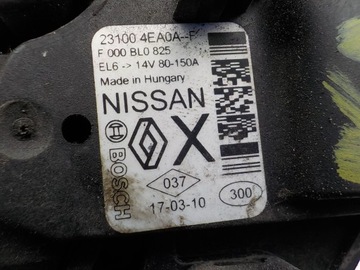 23100 4EA0A--F
F 000 BL0 825
EL6 -> 14V 80-150A
Made in Hungary
NISSAN
X
BOSCH
037
17-03-10
300